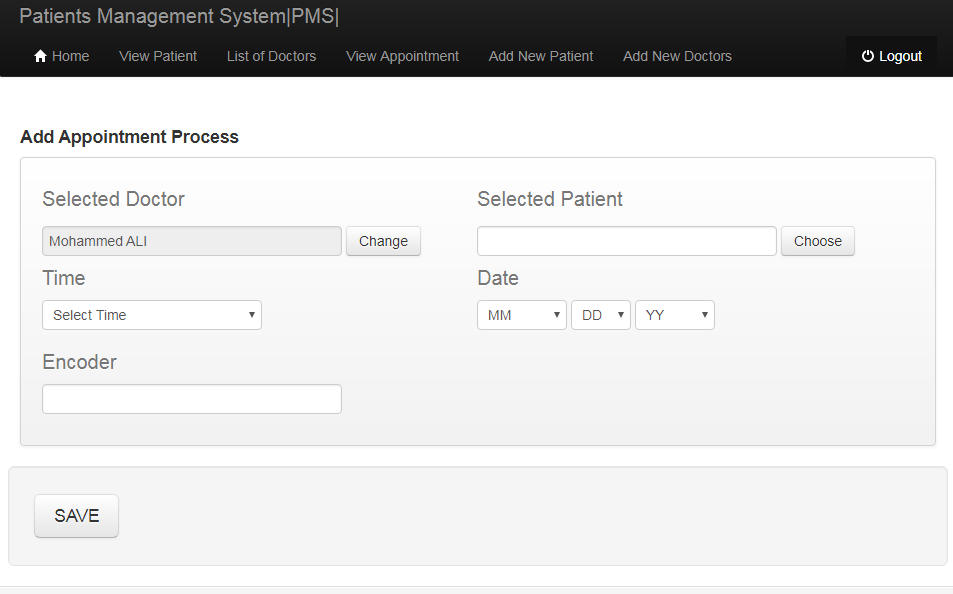 Patients Management System|PMS|
Home View Patient List of Doctors View Appointment Add New Patient Add New Doctors Logout
Add Appointment Process
Selected Doctor Selected Patient
Mohammed ALI Change Choose
Time Date
Select Time MM DD YY
Encoder
SAVE